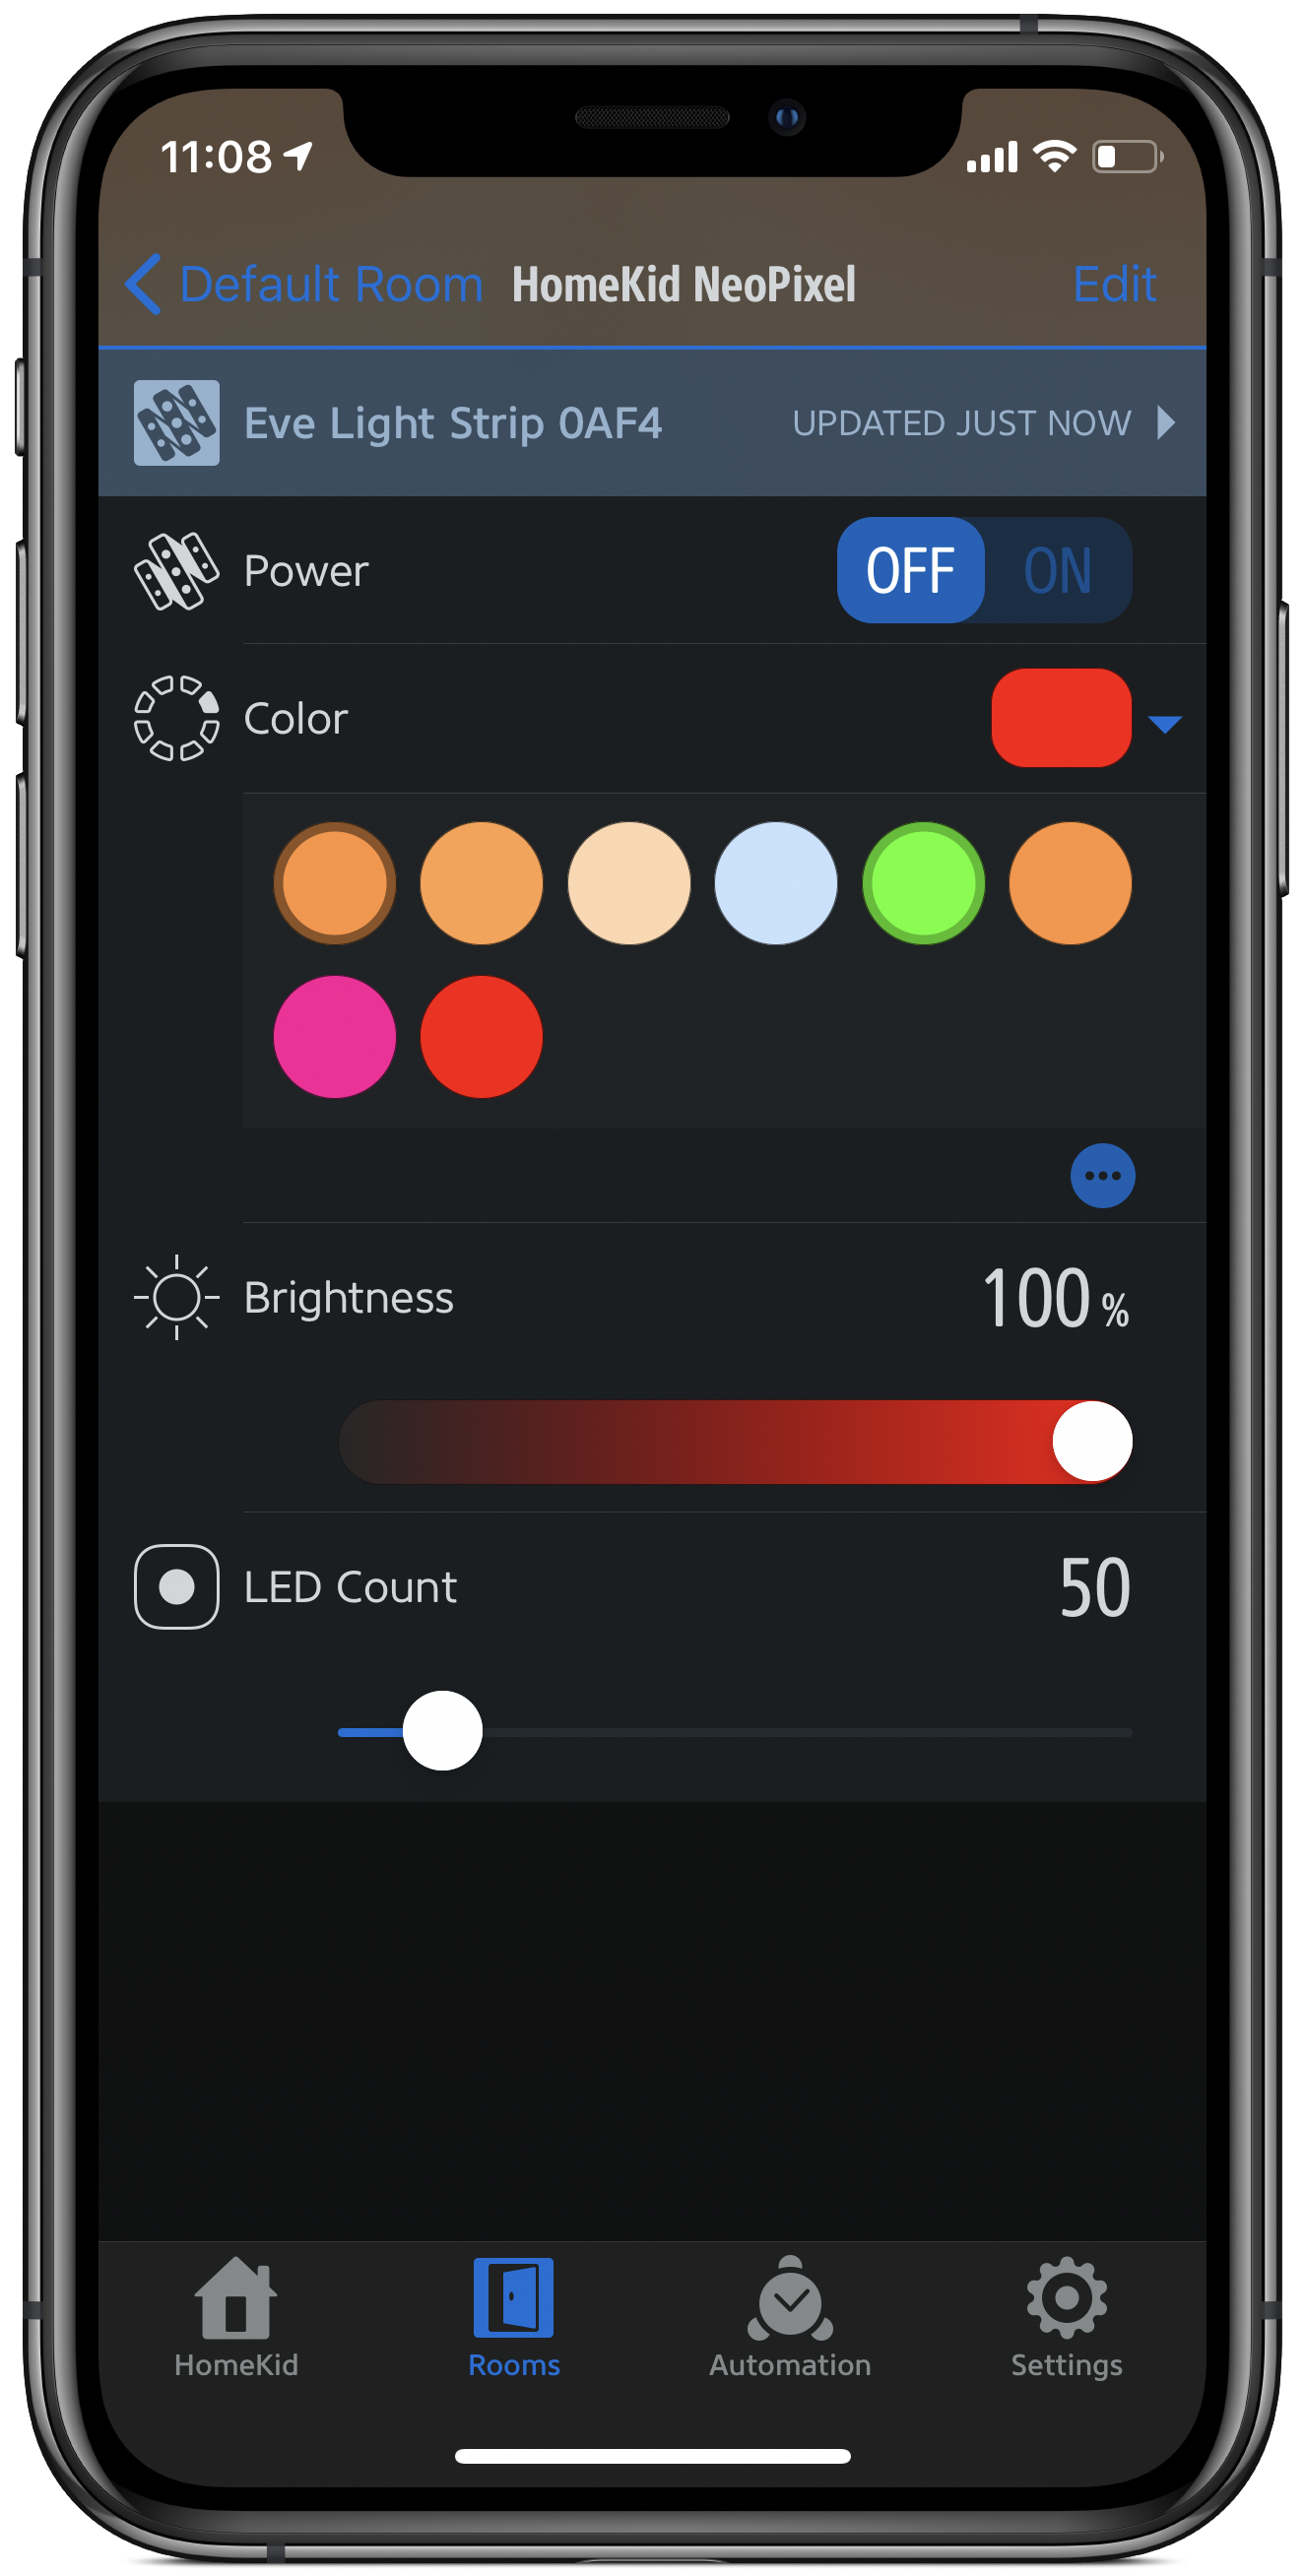 11:08
Default Room HomeKid NeoPixel Edit
Eve Light Strip 0AF4 UPDATED JUST NOW
Power OFF ON
Color
Brightness 100 %
LED Count 50
HomeKid Rooms Automation Settings